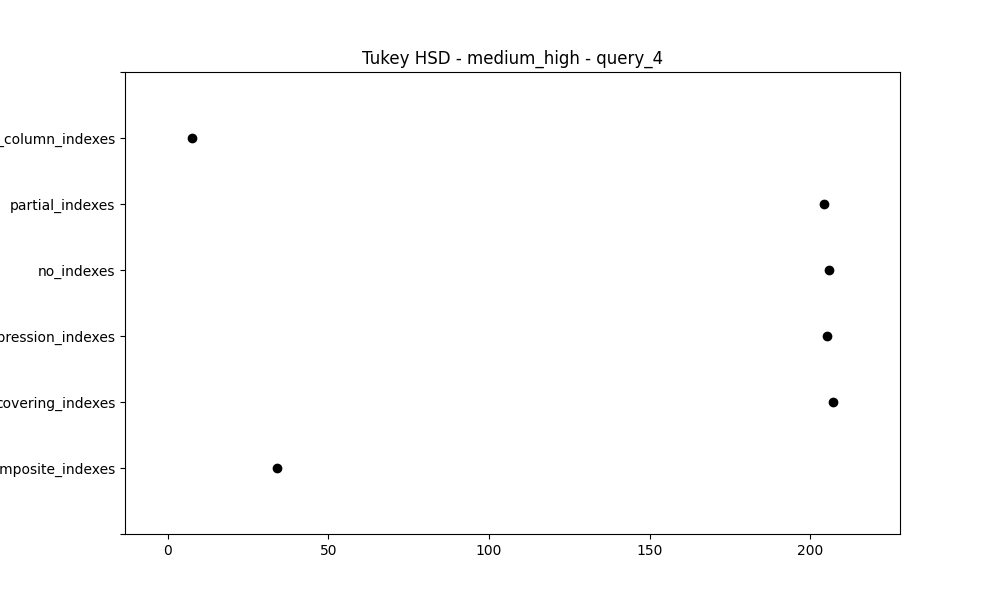 Tukey HSD - medium_high - query_4
_column_indexes
partial_indexes
no_indexes
pression_indexes
covering_indexes
mposite_indexes
0 50 100 150 200